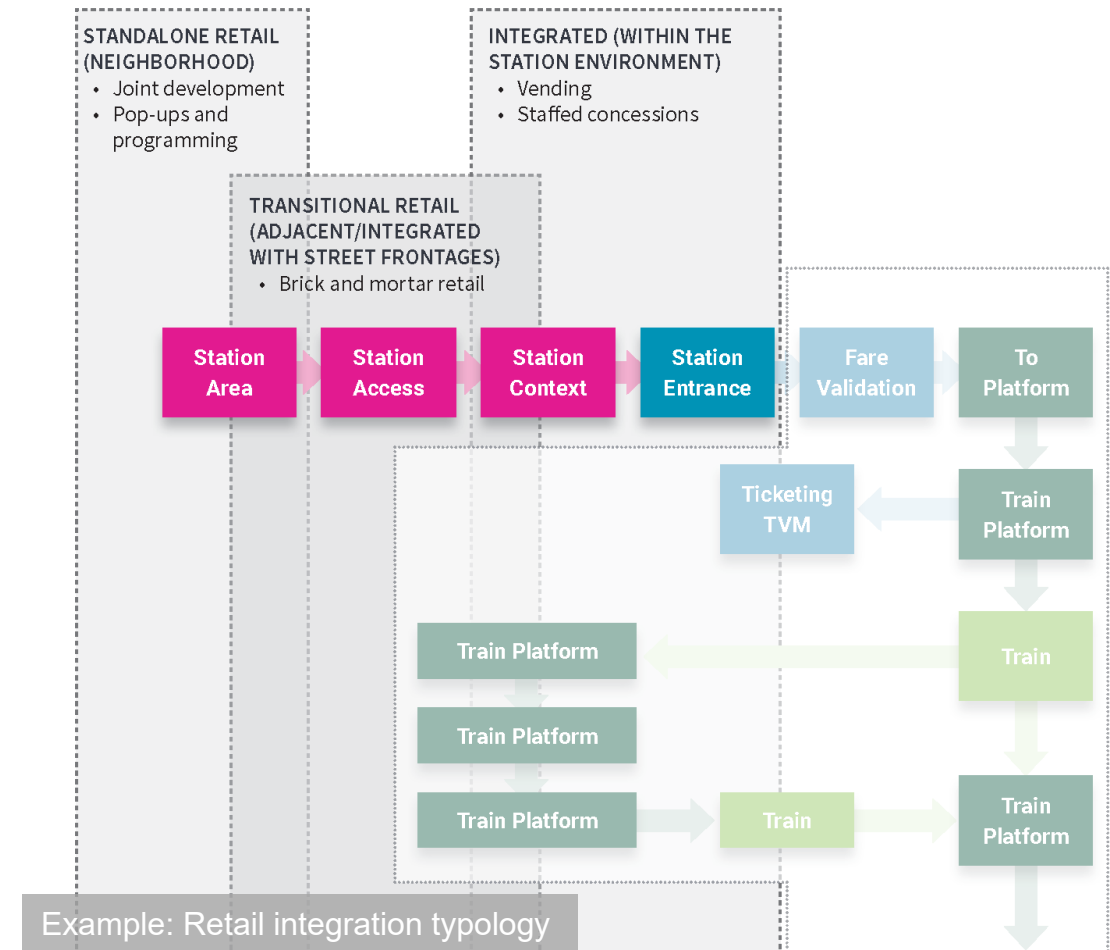 STANDALONE RETAIL
(NEIGHBORHOOD)
• Joint development
• Pop-ups and
programming
INTEGRATED (WITHIN THE
STATION ENVIRONMENT)
• Vending
• Staffed concessions
TRANSITIONAL RETAIL
(ADJACENT/INTEGRATED
WITH STREET FRONTAGES)
• Brick and mortar retail
Station
Area
Station
Access
Station
Context
Station
Entrance
Fare
Validation
To
Platform
Ticketing
TVM
Train
Platform
Train Platform
Train
Train Platform
Train Platform
Train
Train
Platform
Example: Retail integration typology